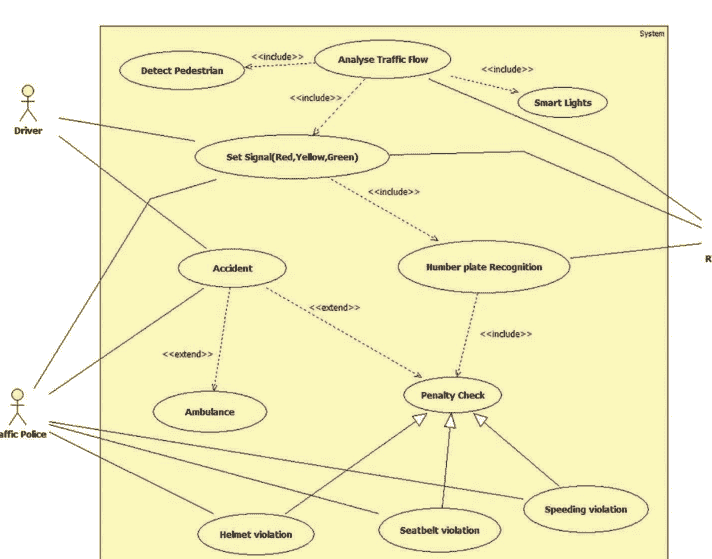 System
<<include>>
Analyse Traffic Flow
Detect Pedestrian
<<include>>
Smart Lights
<<include>>
Driver
Set Signal(Red,Yellow,Green)
<<include>>
R
Accident
Number plate Recognition
<<extend>>
<<include>>
<<extend>>
Penalty Check
Ambulance
affic Police
Speeding violation
Helmet violation
Seatbelt violation